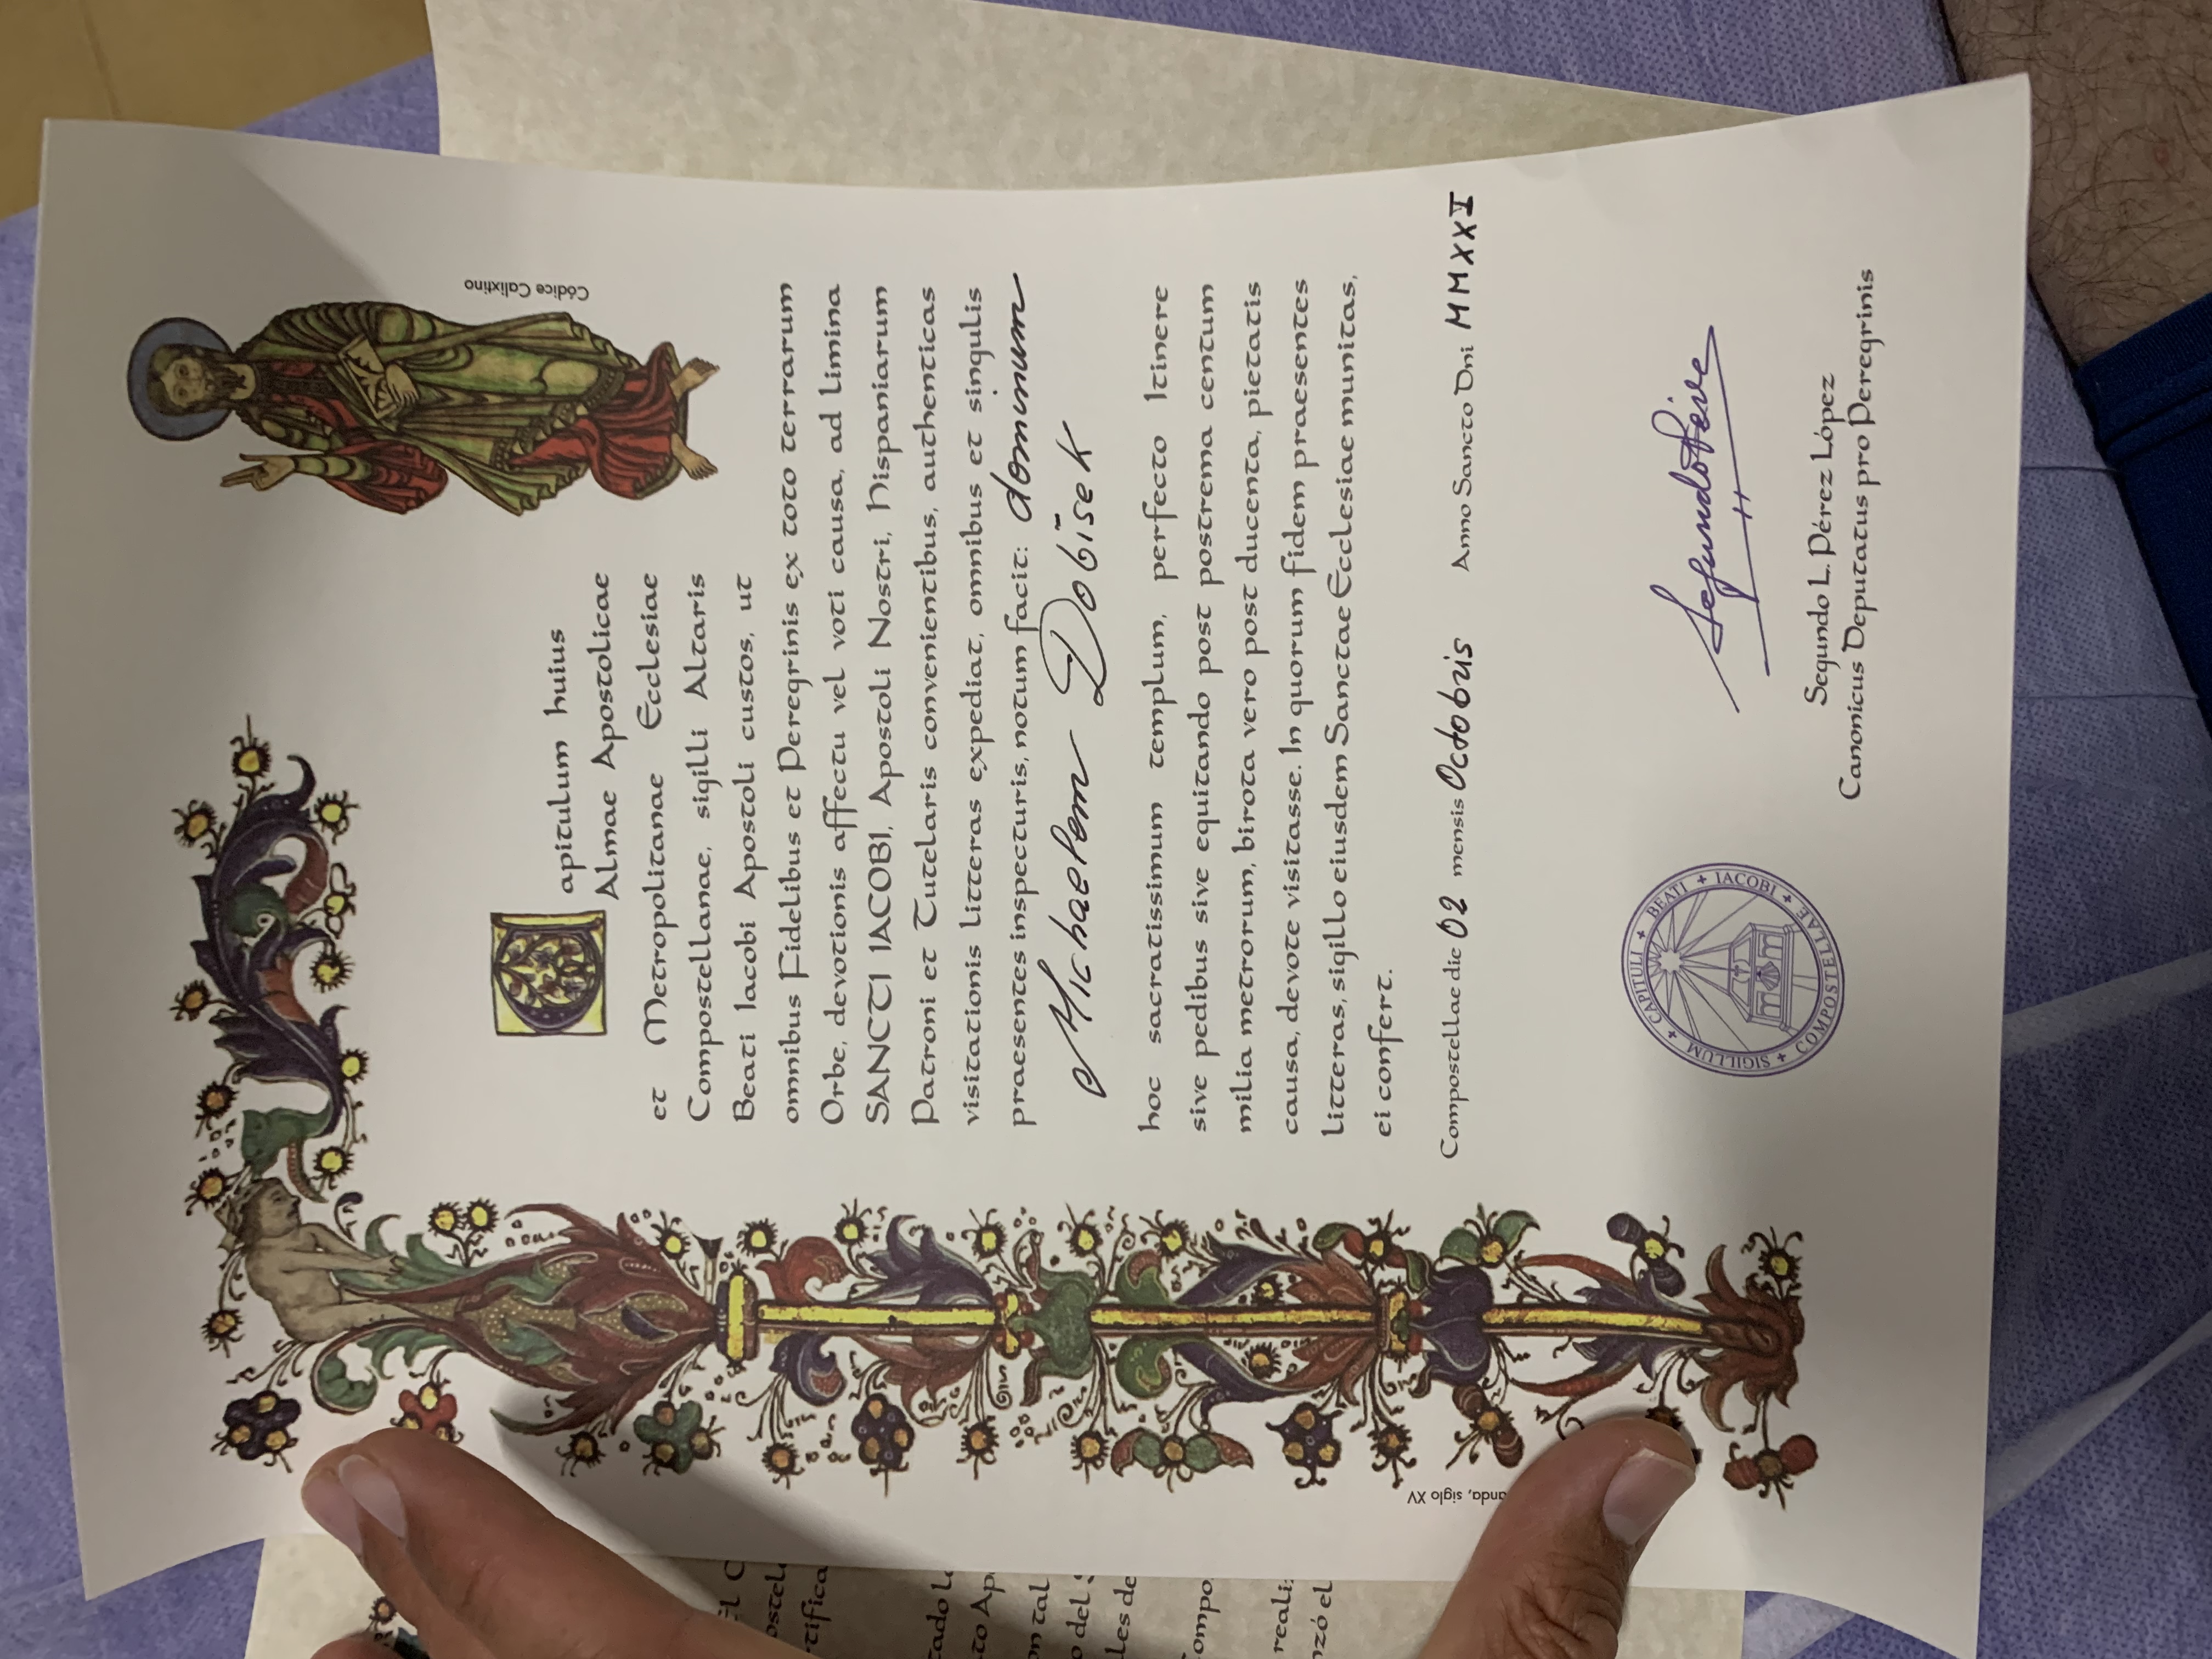 Códice Calixtino
Capitulum huius
Almae Apostolicae
et Metropolitanae Ecclesiae
Compostellanae, sigilli Altaris
Beati Iacobi Apostoli custos, ut
omnibus Fidelibus et Peregrinis ex toto terrarum
Orbe, devotionis affectu vel voti causa, ad limina
SANCTI IACOBI, Apostoli Nostri, Hispaniarum
Patroni et Tutelaris convenientibus, authenticas
visitationis litteras expediat, omnibus et singulis
praesentes inspecturis, notum facit: dominum
Michaelem Dobisek
hoc sacratissimum templum, perfecto Itinere
sive pedibus sive equitando post postrema centum
milia metrorum, birota vero post ducenta, pietatis
causa, devote visitasse. In quorum fidem praesentes
litteras, sigillo eiusdem Sanctae Ecclesiae munitas,
ei confert.
Compostellae die 02 mensis Octobris Anno Sancto Dni MMXXI
SIGILLUM + CAPITULI + BEATI + IACOBI + COMPOSTELLAE +
Segundo L. Pérez López
Canonicus Deputatus pro Peregrinis
siglo XV